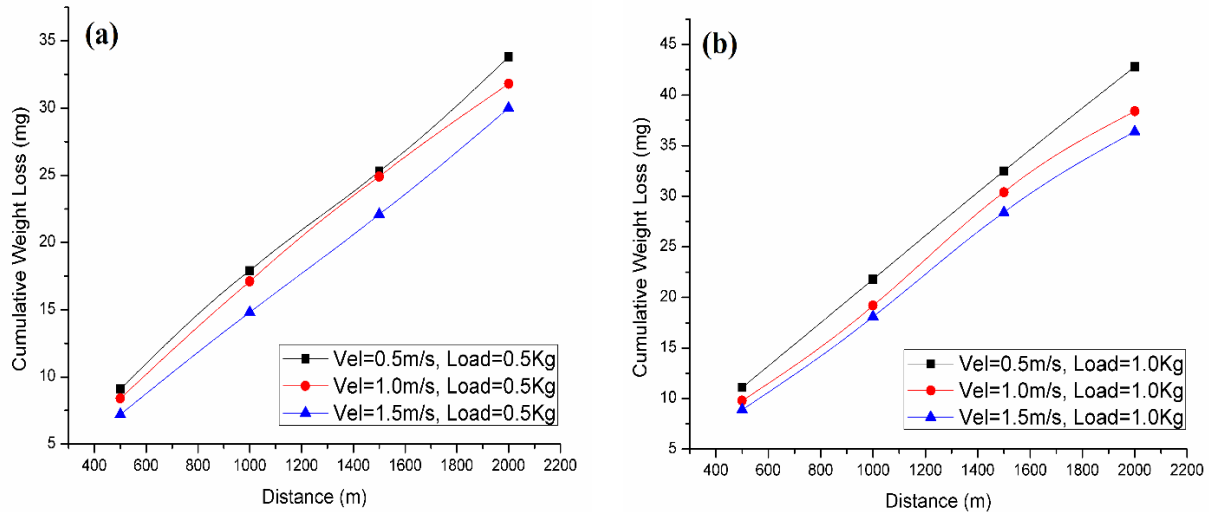 (a)
Cumulative Weight Loss (mg)
35
30
25
20
15
10
5
Vel=0.5m/s, Load=0.5Kg
Vel=1.0m/s, Load=0.5Kg
Vel=1.5m/s, Load=0.5Kg
400 600 800 1000 1200 1400 1600 1800 2000 2200
Distance (m)
(b)
Cumulative Weight Loss (mg)
45
40
35
30
25
20
15
10
5
Vel=0.5m/s, Load=1.0Kg
Vel=1.0m/s, Load=1.0Kg
Vel=1.5m/s, Load=1.0Kg
400 600 800 1000 1200 1400 1600 1800 2000 2200
Distance (m)